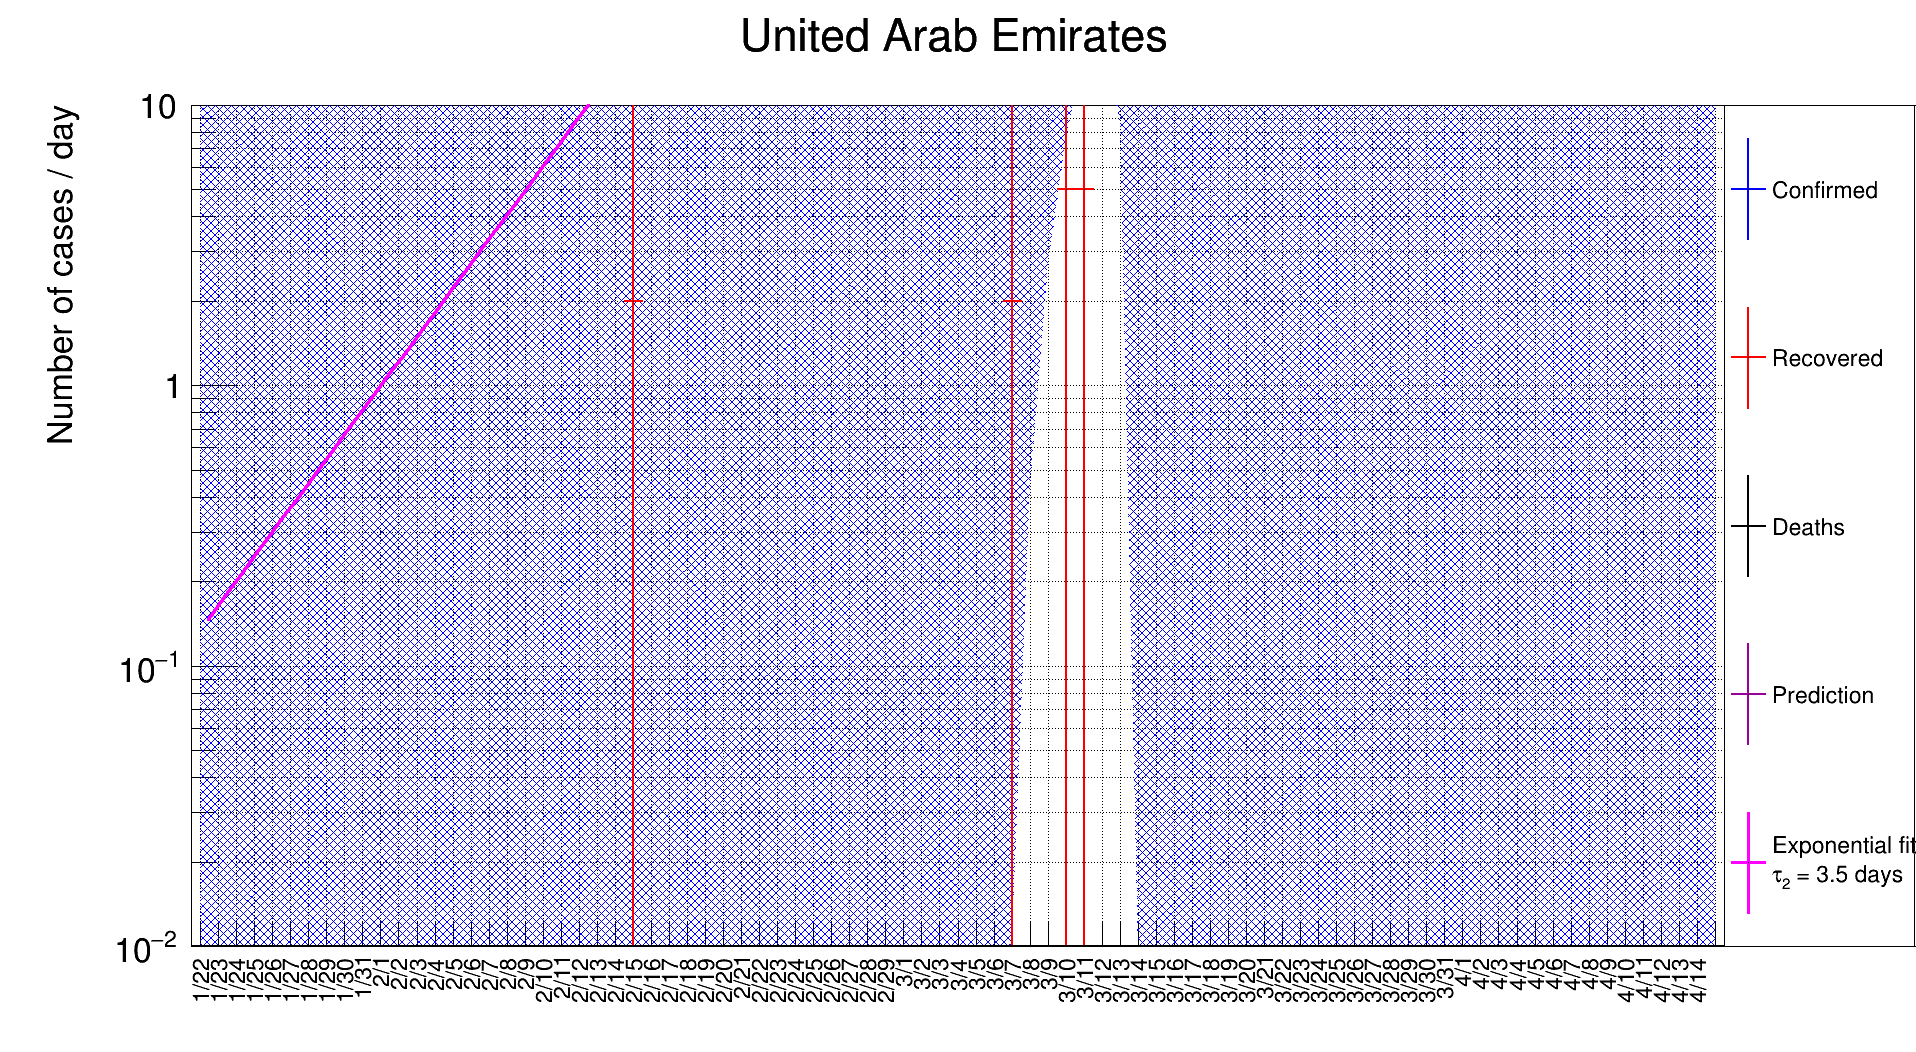 United Arab Emirates
Number of cases / day
10
1
10⁻¹
10⁻²
1/22 1/23 1/24 1/25 1/26 1/27 1/28 1/29 1/30 1/31 2/1 2/2 2/3 2/4 2/5 2/6 2/7 2/8 2/9 2/10 2/11 2/12 2/13 2/14 2/15 2/16 2/17 2/18 2/19 2/20 2/21 2/22 2/23 2/24 2/25 2/26 2/27 2/28 2/29 3/1 3/2 3/3 3/4 3/5 3/6 3/7 3/8 3/9 3/10 3/11 3/12 3/13 3/14 3/15 3/16 3/17 3/18 3/19 3/20 3/21 3/22 3/23 3/24 3/25 3/26 3/27 3/28 3/29 3/30 3/31 4/1 4/2 4/3 4/4 4/5 4/6 4/7 4/8 4/9 4/10 4/11 4/12 4/13 4/14
Confirmed
Recovered
Deaths
Prediction
Exponential fit
τ₂ = 3.5 days